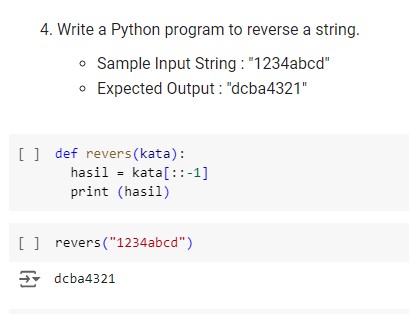 4. Write a Python program to reverse a string.
○ Sample Input String : "1234abcd"
○ Expected Output : "dcba4321"
[ ] def revers(kata):
  hasil = kata[::-1]
  print (hasil)
[ ] revers("1234abcd")
dcba4321